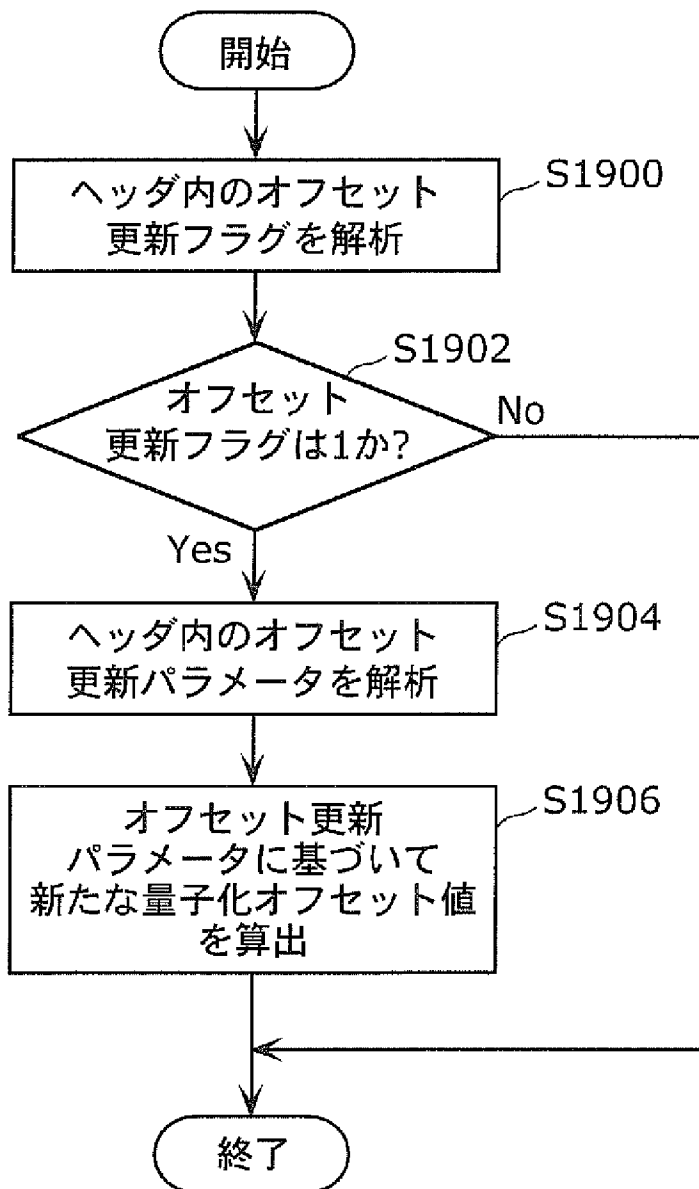 開始
ヘッダ内のオフセット
更新フラグを解析
S1900
S1902
オフセット
更新フラグは1か?
No
Yes
ヘッダ内のオフセット
更新パラメータを解析
S1904
オフセット更新
パラメータに基づいて
新たな量子化オフセット値
を算出
S1906
終了